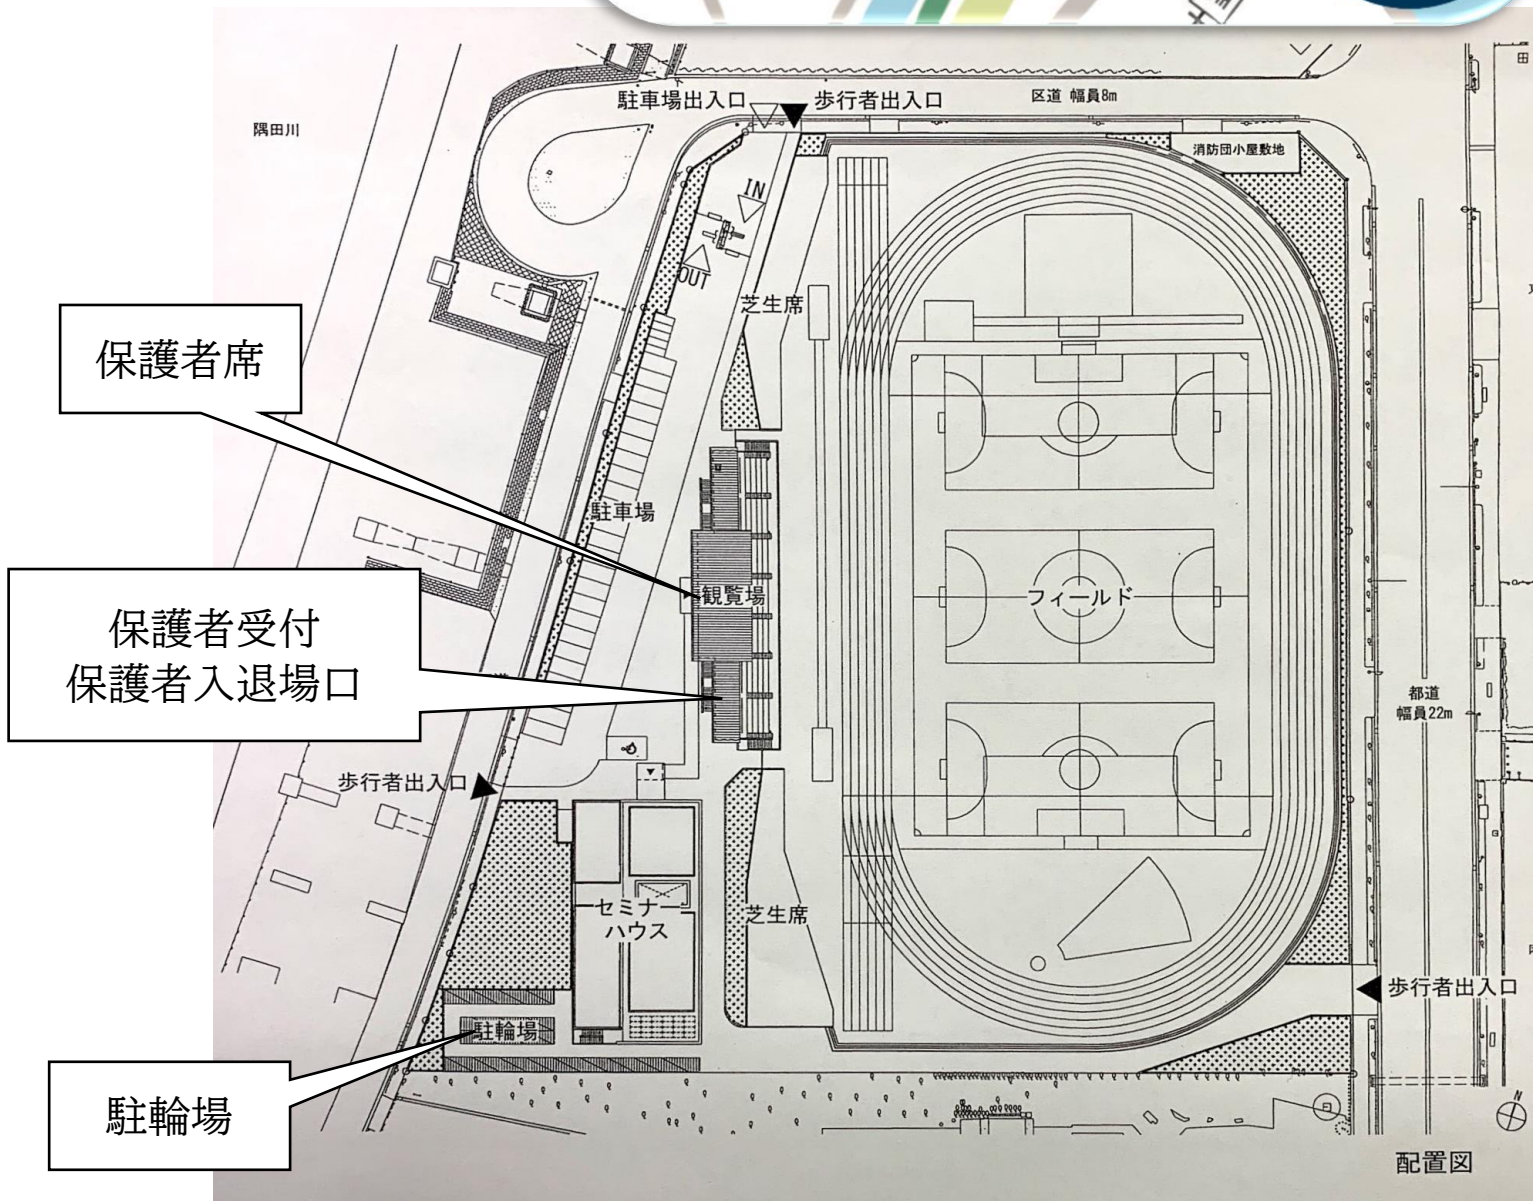 駐車場出入口
歩行者出入口
区道 幅員8m
隅田川
消防団小屋敷地
IN
OUT
芝生席
保護者席
駐車場
観覧場
フィールド
保護者受付
保護者入退場口
都道
幅員22m
歩行者出入口
セミナー
ハウス
芝生席
歩行者出入口
駐輪場
駐輪場
N
配置図